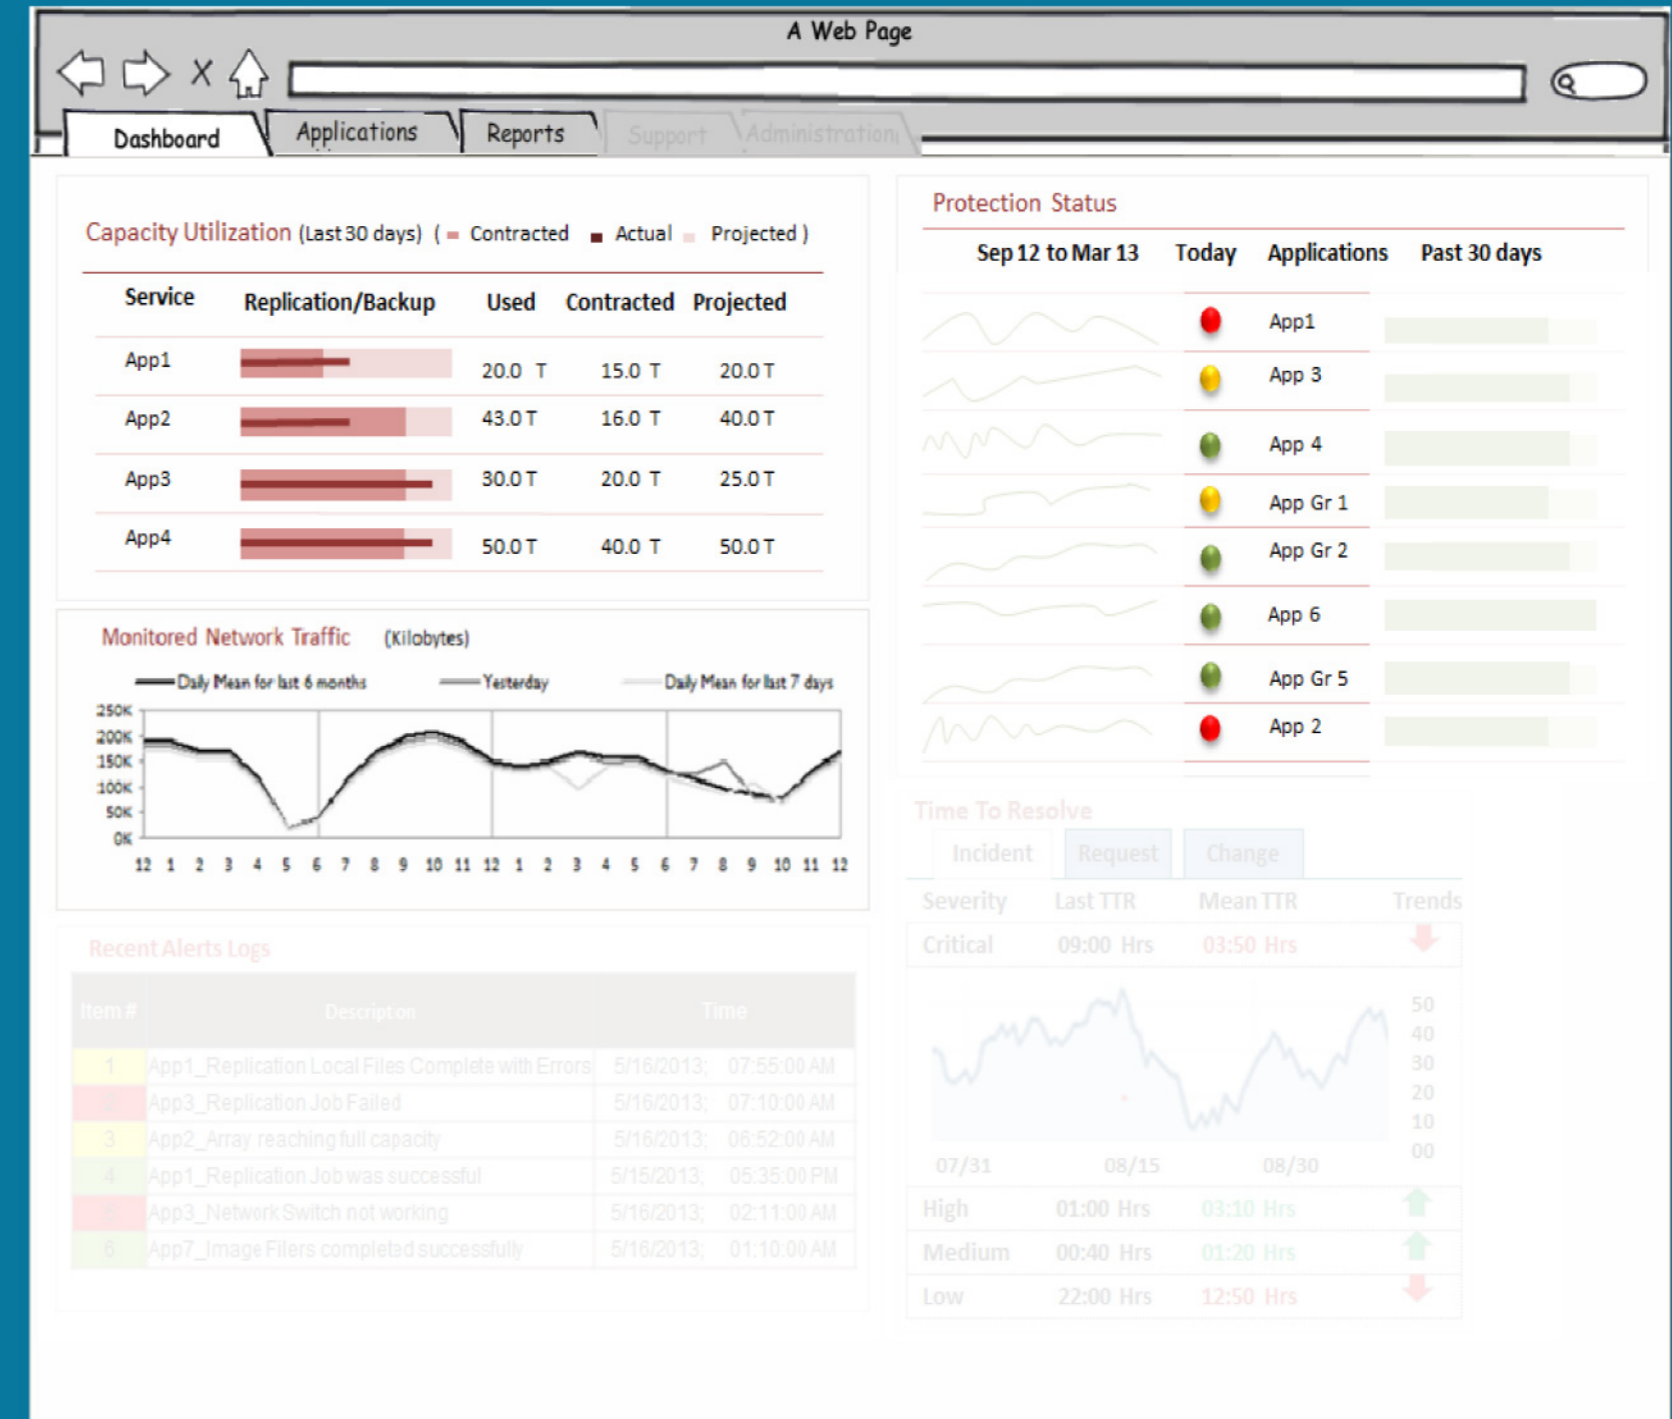 A Web Page
Dashboard Applications Reports Support Administration
Capacity Utilization (Last 30 days) ( Contracted Actual Projected )
Service Replication/Backup Used Contracted Projected
App1 20.0 T 15.0 T 20.0 T
App2 43.0 T 16.0 T 40.0 T
App3 30.0 T 20.0 T 25.0 T
App4 50.0 T 40.0 T 50.0 T
Monitored Network Traffic (Kilobytes)
Daily Mean for last 6 months Yesterday Daily Mean for last 7 days
250K
200K
150K
100K
50K
0K
12 1 2 3 4 5 6 7 8 9 10 11 12 1 2 3 4 5 6 7 8 9 10 11 12
Recent Alerts Logs
Item # Description Time
1 App1_Replication Local Files Complete with Errors 5/16/2013; 07:55:00 AM
App3_Replication Job Failed 5/16/2013; 07:10:00 AM
3 App2_Array reaching full capacity 5/16/2013; 06:52:00 AM
4 App1_Replication Job was successful 5/15/2013; 05:35:00 PM
App3_Network Switch not working 5/16/2013; 02:11:00 AM
6 App7_Image Filers completed successfully 5/16/2013; 01:10:00 AM
Protection Status
Sep 12 to Mar 13 Today Applications Past 30 days
App1
App 3
App 4
App Gr 1
App Gr 2
App 6
App Gr 5
App 2
Time To Resolve
Incident Request Change
Severity Last TTR Mean TTR Trends
Critical 09:00 Hrs 03:50 Hrs
50
40
30
20
10
00
07/31 08/15 08/30
High 01:00 Hrs 03:10 Hrs
Medium 00:40 Hrs 01:20 Hrs
Low 22:00 Hrs 12:50 Hrs